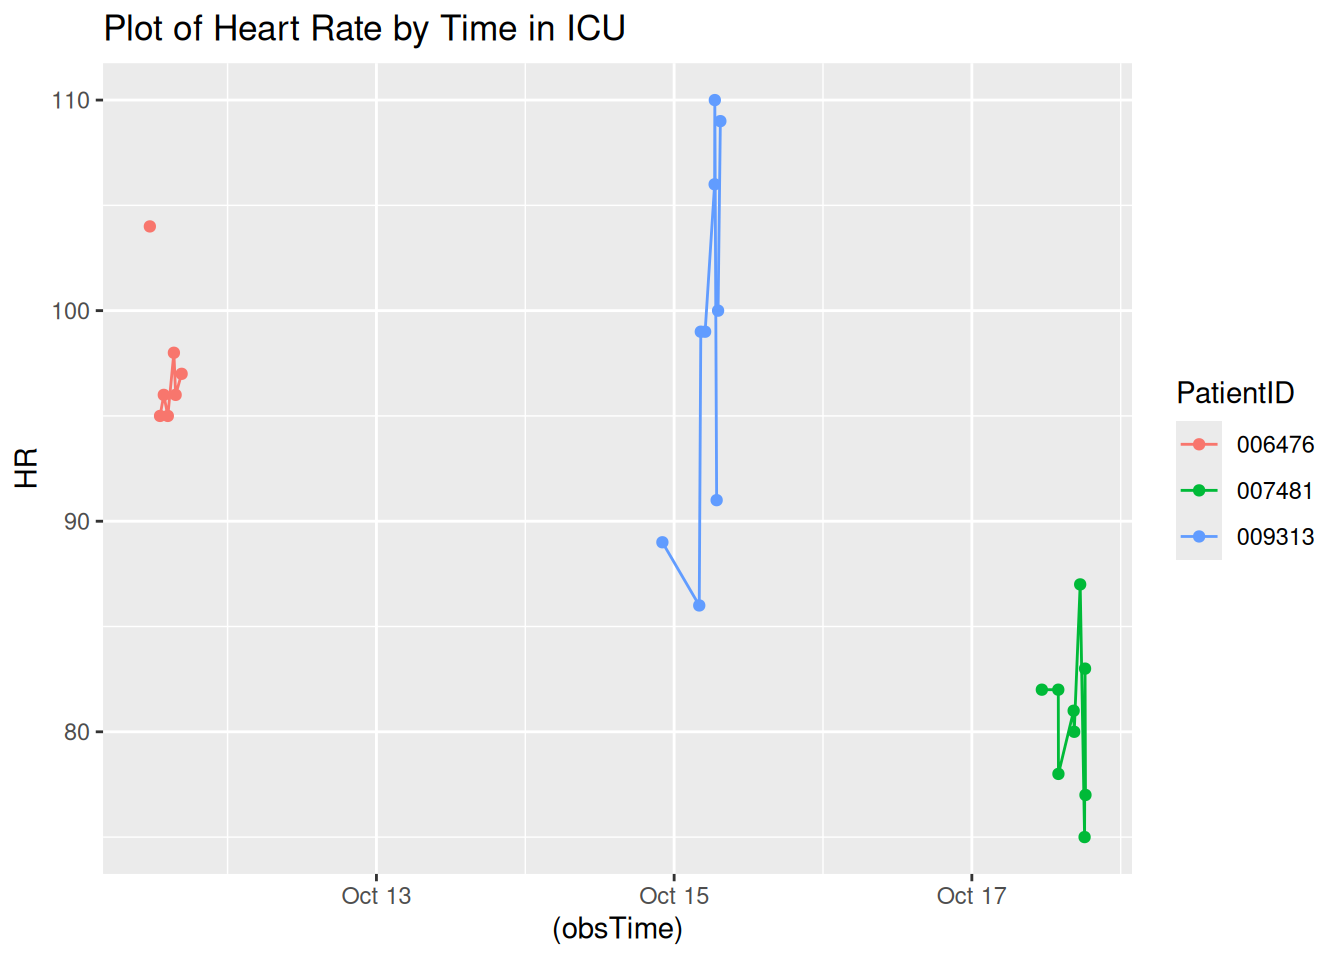 Plot of Heart Rate by Time in ICU
110
100
90
80
HR
Oct 13
Oct 15
Oct 17
(obsTime)
PatientID
006476
007481
009313